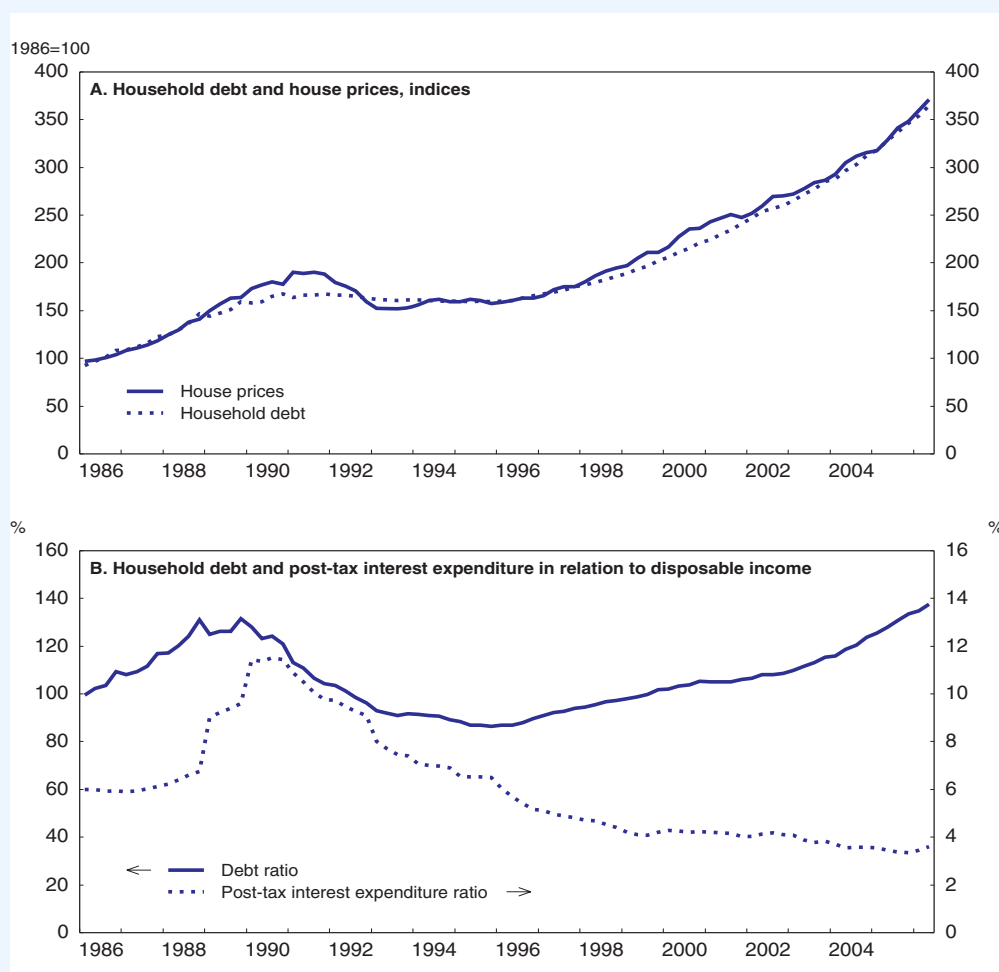 1986=100
400 400
A. Household debt and house prices, indices
350 350
300 300
250 250
200 200
150 150
100 100
House prices
Household debt
50 50
0 0
1986 1988 1990 1992 1994 1996 1998 2000 2002 2004
% %
160 16
B. Household debt and post-tax interest expenditure in relation to disposable income
140 14
120 12
100 10
80 8
60 6
40 4
Debt ratio
Post-tax interest expenditure ratio
20 2
0 0
1986 1988 1990 1992 1994 1996 1998 2000 2002 2004